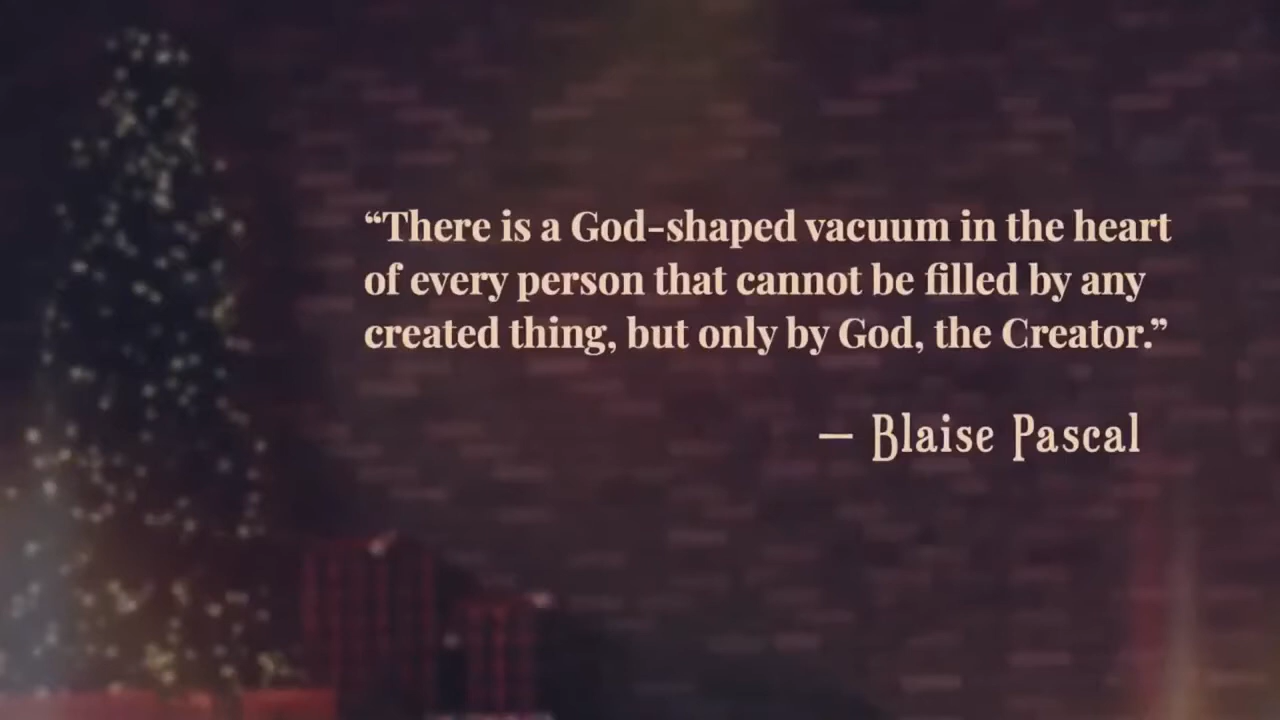 “There is a God-shaped vacuum in the heart
of every person that cannot be filled by any
created thing, but only by God, the Creator.”
– Blaise Pascal